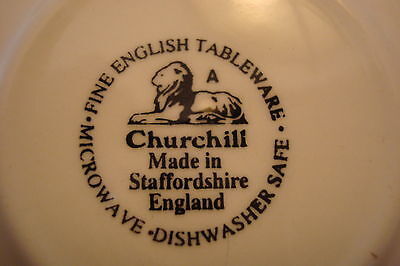 • FINE ENGLISH TABLEWARE •
A
Churchill
Made in
Staffordshire
England
MICROWAVE • DISHWASHER SAFE